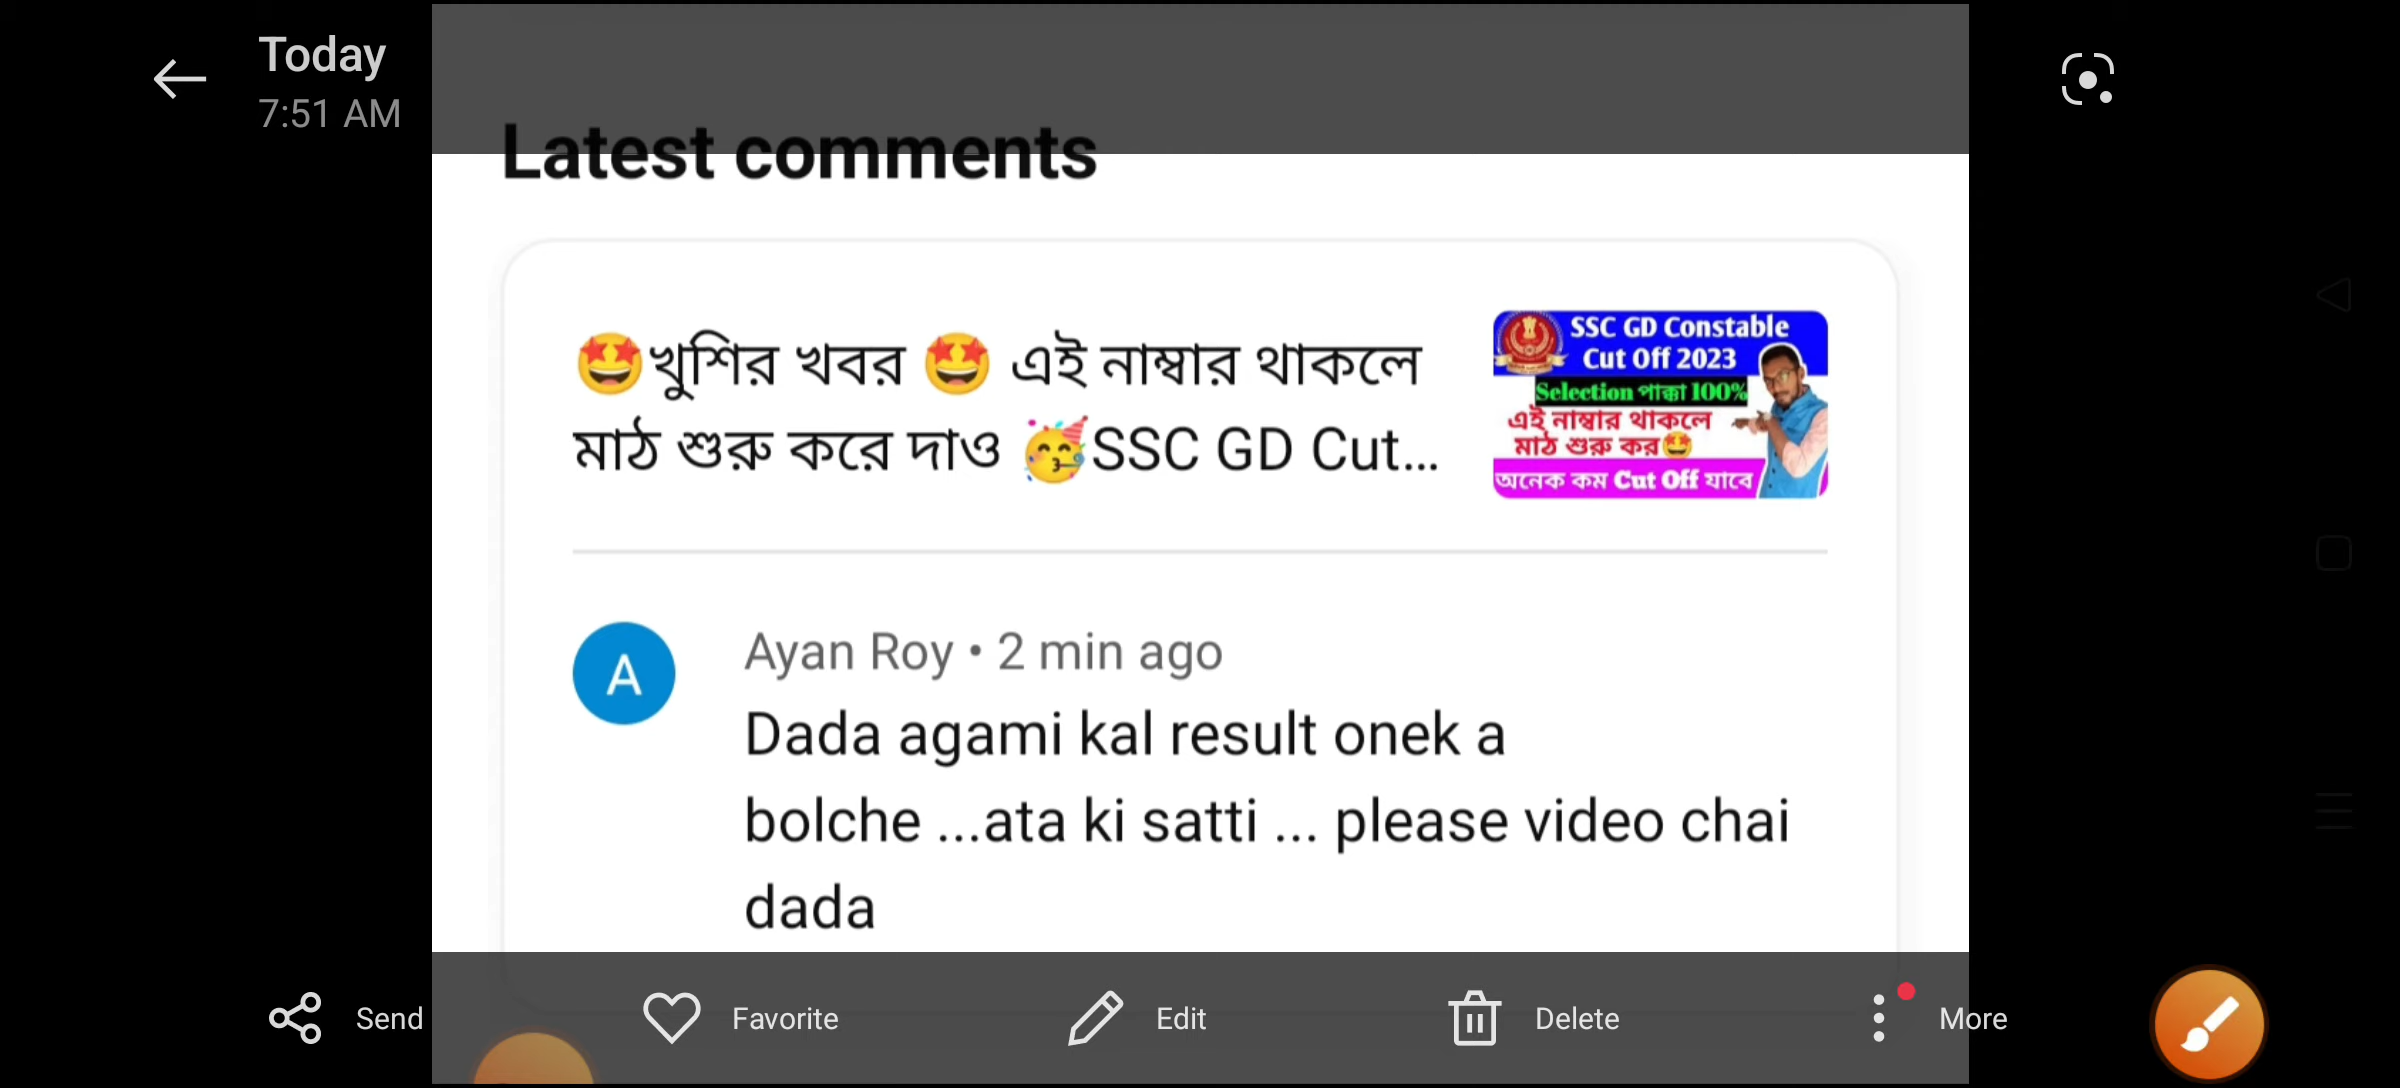 Today
7:51 AM
Latest comments
🤩খুশির খবর 🤩 এই নাম্বার থাকলে
মাঠ শুরু করে দাও 🥳SSC GD Cut...
SSC GD Constable
Cut Off 2023
Selection পাক্কা 100%
এই নাম্বার থাকলে
মাঠ শুরু কর🤩
অনেক কম Cut Off যাবে
A
Ayan Roy • 2 min ago
Dada agami kal result onek a
bolche ...ata ki satti ... please video chai
dada
Send
Favorite
Edit
Delete
More